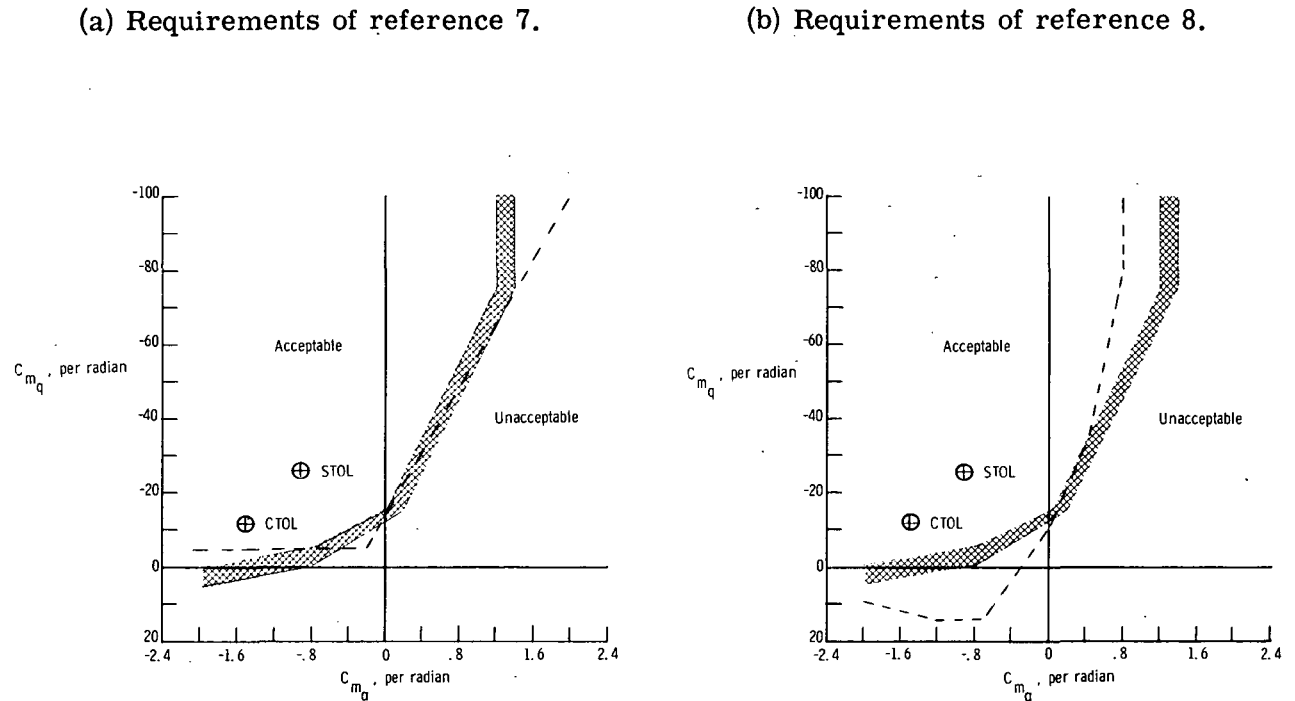 (a) Requirements of reference 7.
(b) Requirements of reference 8.
-100
-80
-60
-40
-20
0
20
Acceptable
Unacceptable
STOL
CTOL
C_mq, per radian
-2.4 -1.6 -.8 0 .8 1.6 2.4
C_mα, per radian
-100
-80
-60
-40
-20
0
20
Acceptable
Unacceptable
STOL
CTOL
C_mq, per radian
-2.4 -1.6 -.8 0 .8 1.6 2.4
C_mα, per radian